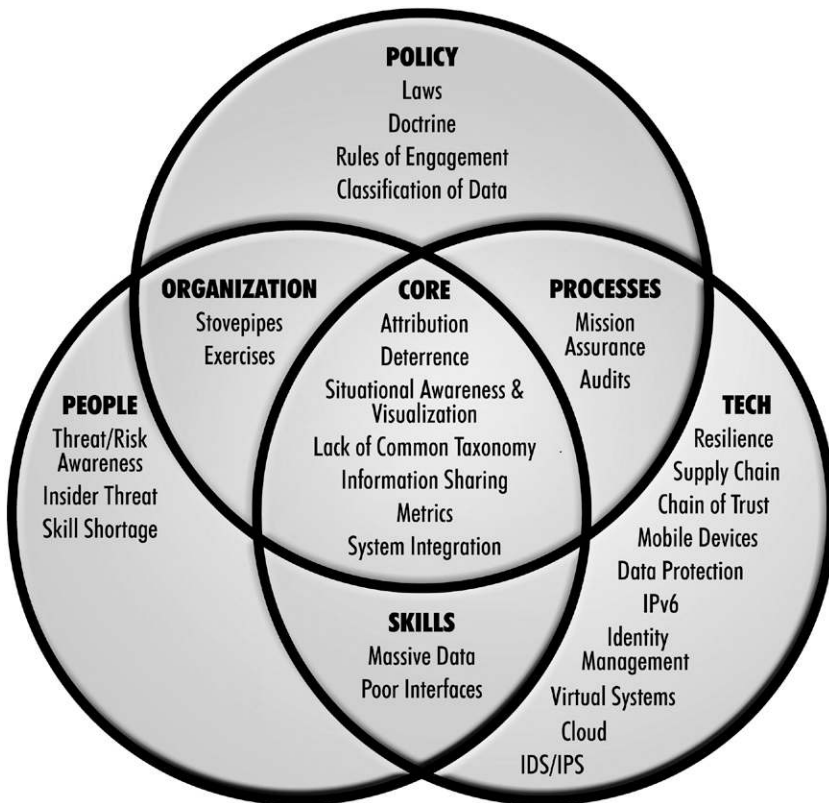 POLICY
Laws
Doctrine
Rules of Engagement
Classification of Data
ORGANIZATION
Stovepipes
Exercises
CORE
Attribution
Deterrence
Situational Awareness &
Visualization
Lack of Common Taxonomy
Information Sharing
Metrics
System Integration
PROCESSES
Mission
Assurance
Audits
PEOPLE
Threat/Risk
Awareness
Insider Threat
Skill Shortage
TECH
Resilience
Supply Chain
Chain of Trust
Mobile Devices
Data Protection
IPv6
Identity
Management
Virtual Systems
Cloud
IDS/IPS
SKILLS
Massive Data
Poor Interfaces